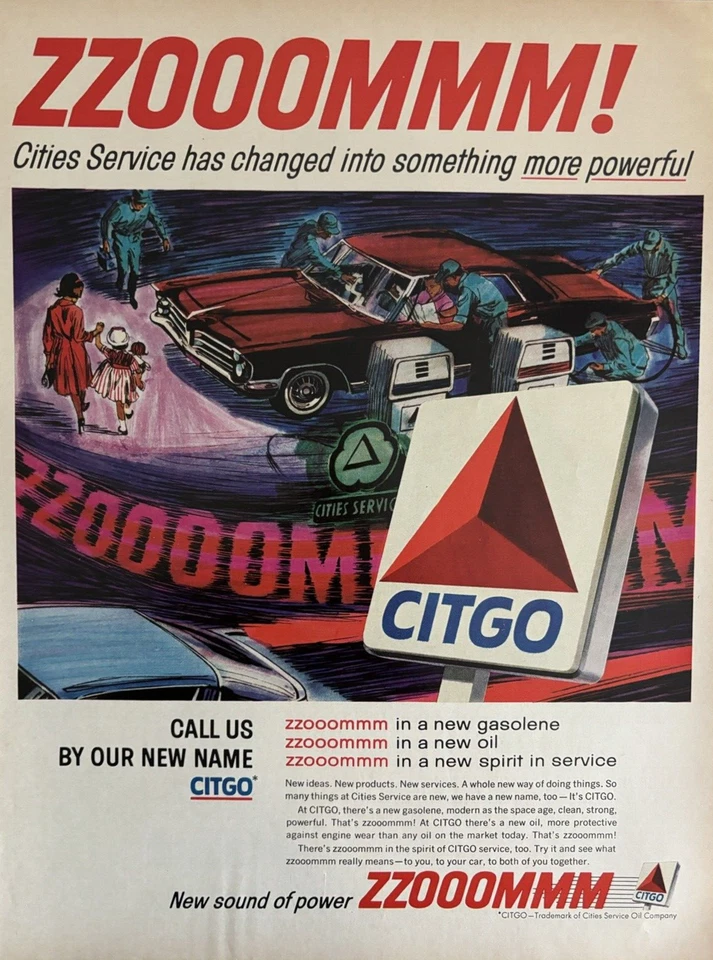 ZZOOOMMM!
Cities Service has changed into something more powerful
CITIES SERVIC
ZZOOOOMM
M
CITGO
CALL US
BY OUR NEW NAME
CITGO*
zzooommm in a new gasolene
zzooommm in a new oil
zzooommm in a new spirit in service
New ideas. New products. New services. A whole new way of doing things. So
many things at Cities Service are new, we have a new name, too — It's CITGO.
At CITGO, there's a new gasolene, modern as the space age, clean, strong,
powerful. That's zzooommm! At CITGO there's a new oil, more protective
against engine wear than any oil on the market today. That's zzooommm!
There's zzooommm in the spirit of CITGO service, too. Try it and see what
zzooommm really means—to you, to your car, to both of you together.
New sound of power ZZOOOMMM
CITGO
*CITGO—Trademark of Cities Service Oil Company